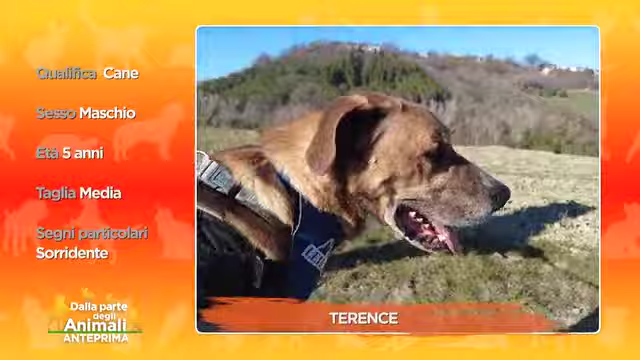 Qualifica Cane
Sesso Maschio
Età 5 anni
Taglia Media
Segni particolari
Sorridente
Dalla parte
degli
Animali
ANTEPRIMA
TERENCE